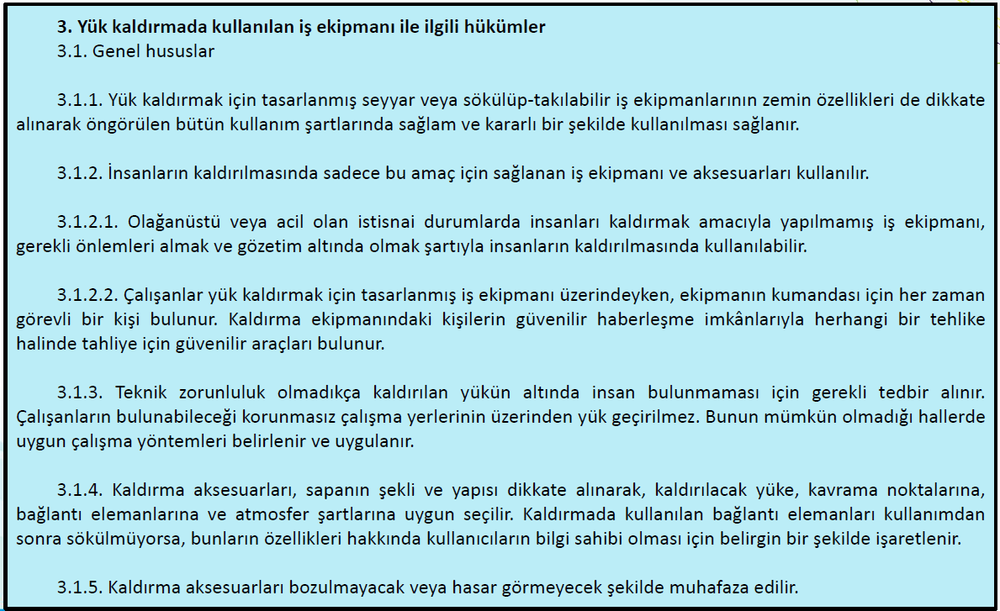 3. Yük kaldırmada kullanılan iş ekipmanı ile ilgili hükümler
3.1. Genel hususlar
3.1.1. Yük kaldırmak için tasarlanmış seyyar veya sökülüp-takılabilir iş ekipmanlarının zemin özellikleri de dikkate
alınarak öngörülen bütün kullanım şartlarında sağlam ve kararlı bir şekilde kullanılması sağlanır.
3.1.2. İnsanların kaldırılmasında sadece bu amaç için sağlanan iş ekipmanı ve aksesuarları kullanılır.
3.1.2.1. Olağanüstü veya acil olan istisnai durumlarda insanları kaldırmak amacıyla yapılmamış iş ekipmanı,
gerekli önlemleri almak ve gözetim altında olmak şartıyla insanların kaldırılmasında kullanılabilir.
3.1.2.2. Çalışanlar yük kaldırmak için tasarlanmış iş ekipmanı üzerindeyken, ekipmanın kumandası için her zaman
görevli bir kişi bulunur. Kaldırma ekipmanındaki kişilerin güvenilir haberleşme imkânlarıyla herhangi bir tehlike
halinde tahliye için güvenilir araçları bulunur.
3.1.3. Teknik zorunluluk olmadıkça kaldırılan yükün altında insan bulunmaması için gerekli tedbir alınır.
Çalışanların bulunabileceği korunmasız çalışma yerlerinin üzerinden yük geçirilmez. Bunun mümkün olmadığı hallerde
uygun çalışma yöntemleri belirlenir ve uygulanır.
3.1.4. Kaldırma aksesuarları, sapanın şekli ve yapısı dikkate alınarak, kaldırılacak yüke, kavrama noktalarına,
bağlantı elemanlarına ve atmosfer şartlarına uygun seçilir. Kaldırmada kullanılan bağlantı elemanları kullanımdan
sonra sökülmüyorsa, bunların özellikleri hakkında kullanıcıların bilgi sahibi olması için belirgin bir şekilde işaretlenir.
3.1.5. Kaldırma aksesuarları bozulmayacak veya hasar görmeyecek şekilde muhafaza edilir.